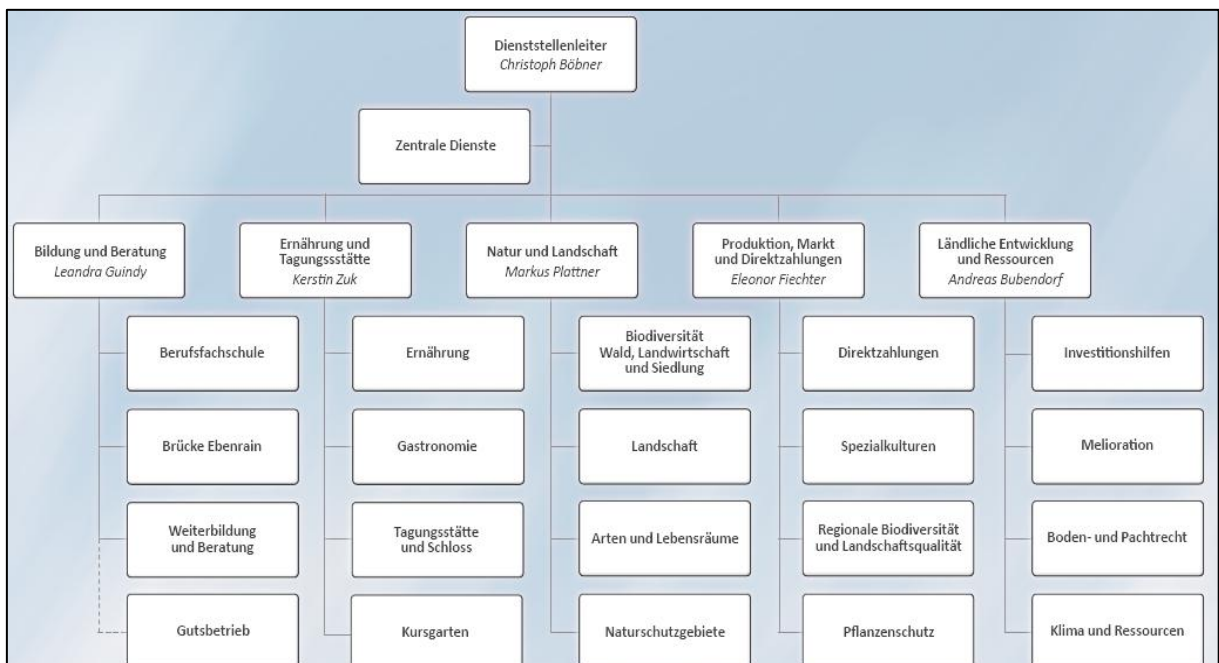 Dienststellenleiter
Christoph Böbner
Zentrale Dienste
Bildung und Beratung
Leandra Guindy
Ernährung und
Tagungssstätte
Kerstin Zuk
Natur und Landschaft
Markus Plattner
Produktion, Markt
und Direktzahlungen
Eleonor Fiechter
Ländliche Entwicklung
und Ressourcen
Andreas Bubendorf
Berufsfachschule
Ernährung
Biodiversität
Wald, Landwirtschaft
und Siedlung
Direktzahlungen
Investitionshilfen
Brücke Ebenrain
Gastronomie
Landschaft
Spezialkulturen
Melioration
Weiterbildung
und Beratung
Tagungsstätte
und Schloss
Arten und Lebensräume
Regionale Biodiversität
und Landschaftsqualität
Boden- und Pachtrecht
Gutsbetrieb
Kursgarten
Naturschutzgebiete
Pflanzenschutz
Klima und Ressourcen